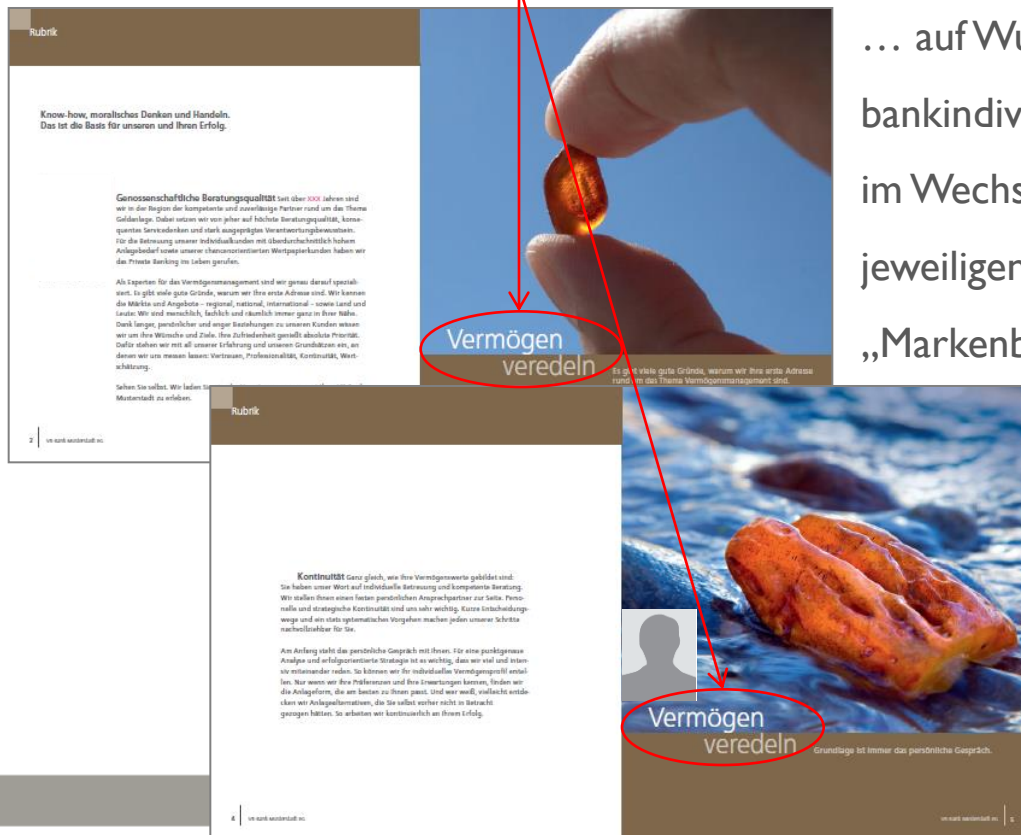 … auf Wu
bankindiv
im Wechs
jeweiligen
„Markenb
Rubrik
Know-how, moralisches Denken und Handeln.
Das ist die Basis für unseren und Ihren Erfolg.
Genossenschaftliche Beratungsqualität Seit über XXX Jahren sind
wir in der Region der kompetente und zuverlässige Partner rund um das Thema
Geldanlage. Dabei setzen wir von jeher auf höchste Beratungsqualität, konse-
quentes Servicedenken und stark ausgeprägtes Verantwortungsbewusstsein.
Für die Betreuung unserer Individualkunden mit überdurchschnittlich hohem
Anlagebedarf sowie unserer chancenorientierten Wertpapierkunden haben wir
das Private Banking ins Leben gerufen.
Als Experten für das Vermögensmanagement sind wir genau darauf speziali-
siert. Es gibt viele gute Gründe, warum wir Ihre erste Adresse sind. Wir kennen
die Märkte und Angebote – regional, national, international – sowie Land und
Leute: Wir sind menschlich, fachlich und räumlich immer ganz in Ihrer Nähe.
Dank langer, persönlicher und enger Beziehungen zu unseren Kunden wissen
wir um Ihre Wünsche und Ziele. Ihre Zufriedenheit genießt absolute Priorität.
Dafür stehen wir mit all unserer Erfahrung und unseren Grundsätzen ein, an
denen wir uns messen lassen: Vertrauen, Professionalität, Kontinuität, Wert-
schätzung.
Sehen Sie selbst. Wir laden Sie
Musterstadt zu erleben.
2
VR-Bank Musterstadt eG
Vermögen
veredeln
Es gibt viele gute Gründe, warum wir Ihre erste Adresse
rund um das Thema Vermögensmanagement sind.
Rubrik
Kontinuität Ganz gleich, wie Ihre Vermögenswerte gebildet sind:
Sie haben unser Wort auf individuelle Betreuung und kompetente Beratung.
Wir stellen Ihnen einen festen persönlichen Ansprechpartner zur Seite. Perso-
nelle und strategische Kontinuität sind uns sehr wichtig. Kurze Entscheidungs-
wege und ein stets systematisches Vorgehen machen jeden unserer Schritte
nachvollziehbar für Sie.
Am Anfang steht das persönliche Gespräch mit Ihnen. Für eine punktgenaue
Analyse und erfolgsorientierte Strategie ist es wichtig, dass wir viel und inten-
siv miteinander reden. So können wir Ihr individuelles Vermögensprofil erstel-
len. Nur wenn wir Ihre Präferenzen und Ihre Erwartungen kennen, finden wir
die Anlageform, die am besten zu Ihnen passt. Und wer weiß, vielleicht entde-
cken wir Anlagealternativen, die Sie selbst vorher nicht in Betracht
gezogen hätten. So arbeiten wir kontinuierlich an Ihrem Erfolg.
4
VR-Bank Musterstadt eG
Vermögen
veredeln
Grundlage ist immer das persönliche Gespräch.
VR-Bank Musterstadt eG
5